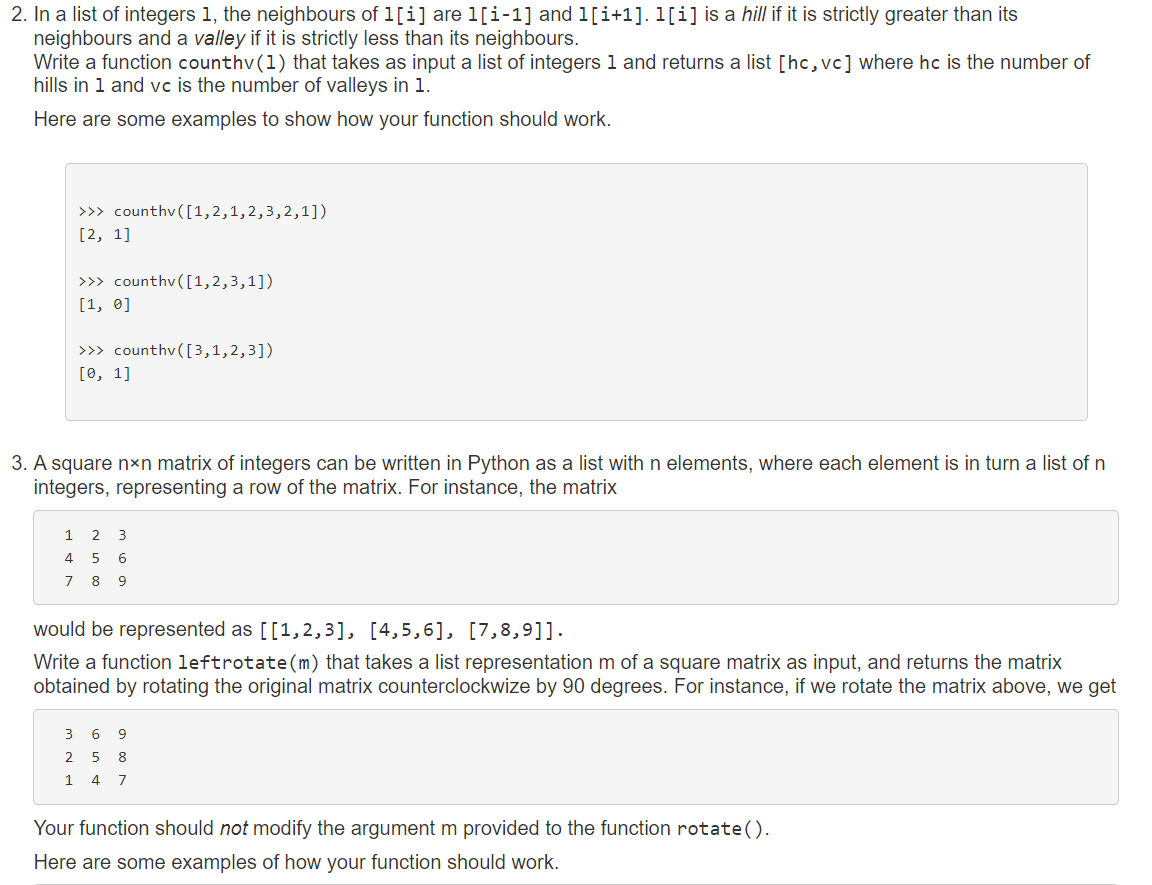 2. In a list of integers l, the neighbours of l[i] are l[i-1] and l[i+1]. l[i] is a hill if it is strictly greater than its
neighbours and a valley if it is strictly less than its neighbours.
Write a function counthv(l) that takes as input a list of integers l and returns a list [hc,vc] where hc is the number of
hills in l and vc is the number of valleys in l.
Here are some examples to show how your function should work.
>>> counthv([1,2,1,2,3,2,1])
[2, 1]
>>> counthv([1,2,3,1])
[1, 0]
>>> counthv([3,1,2,3])
[0, 1]
3. A square n×n matrix of integers can be written in Python as a list with n elements, where each element is in turn a list of n
integers, representing a row of the matrix. For instance, the matrix
1 2 3
4 5 6
7 8 9
would be represented as [[1,2,3], [4,5,6], [7,8,9]].
Write a function leftrotate(m) that takes a list representation m of a square matrix as input, and returns the matrix
obtained by rotating the original matrix counterclockwize by 90 degrees. For instance, if we rotate the matrix above, we get
3 6 9
2 5 8
1 4 7
Your function should not modify the argument m provided to the function rotate().
Here are some examples of how your function should work.